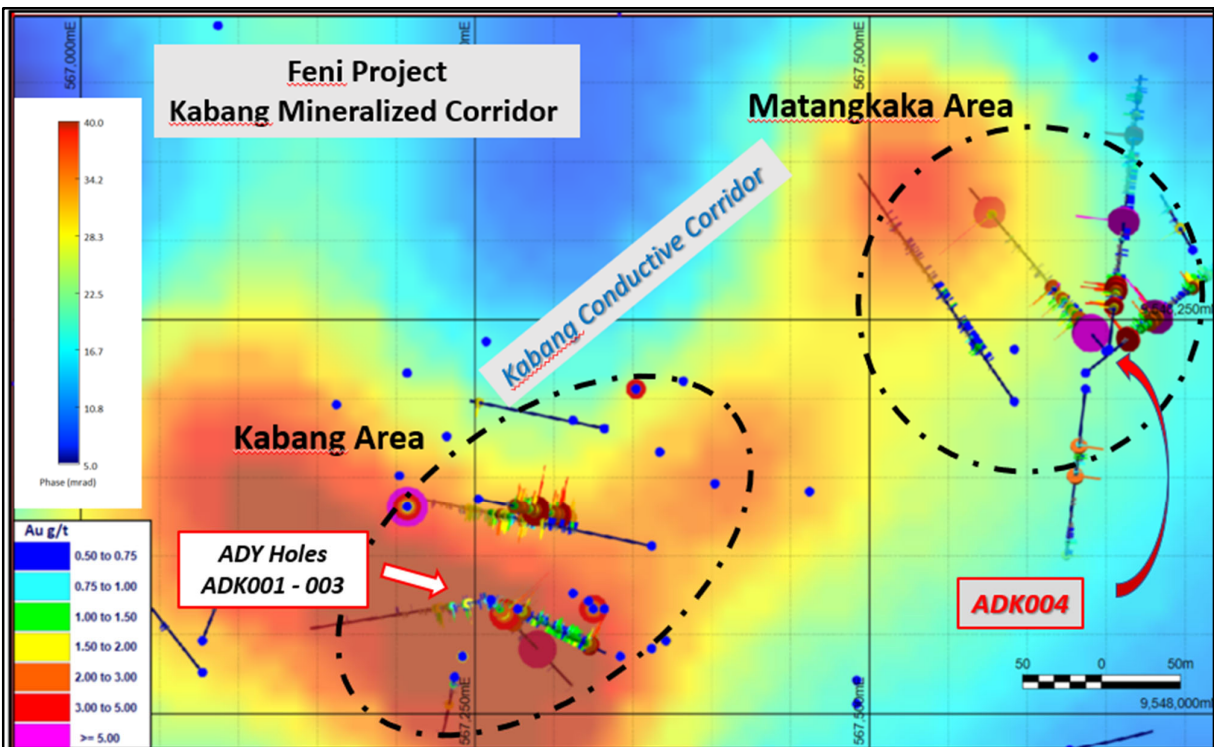 Feni Project
Kabang Mineralized Corridor
567,000mE
567,500mE
Matangkaka Area
Kabang Conductive Corridor
40.0
34.2
28.3
22.5
16.7
10.8
5.0
Phase (mrad)
Kabang Area
ADY Holes
ADK001 - 003
ADK004
Au g/t
0.50 to 0.75
0.75 to 1.00
1.00 to 1.50
1.50 to 2.00
2.00 to 3.00
3.00 to 5.00
>= 5.00
567,250mE
50 0 50m
9,548,000mN